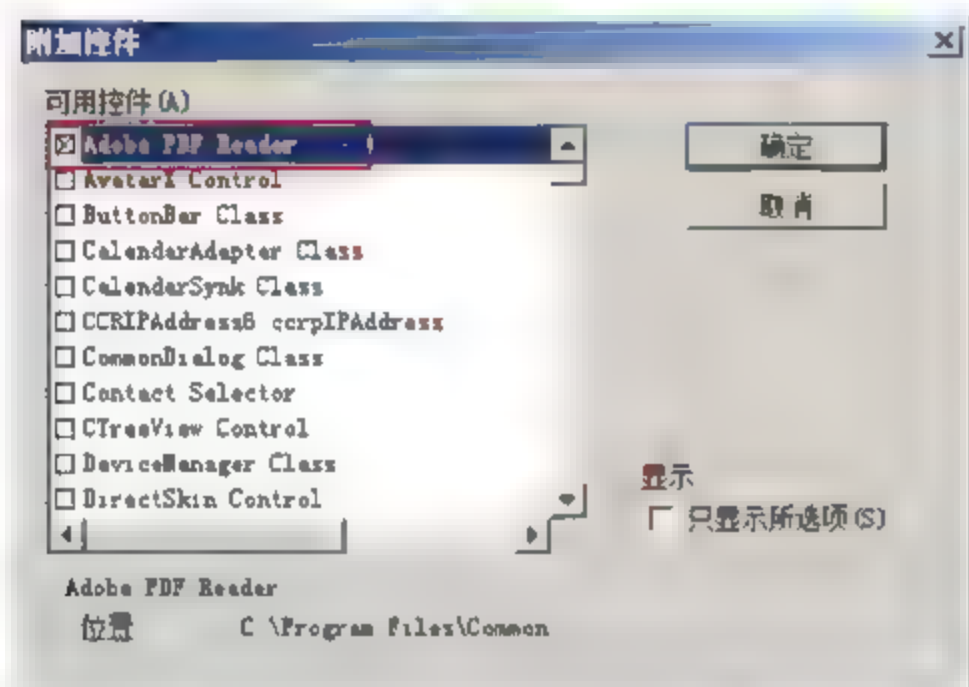 附加控件
可用控件(A)
Adobe PDF Reader
AvatarX Control
ButtonBar Class
CalendarAdapter Class
CalendarSynk Class
CCRIPAddress6 ccrpIPAddress
CommonDialog Class
Contact Selector
CTreeView Control
DeviceManager Class
DirectSkin Control
确定
取消
显示
只显示所选项(S)
Adobe PDF Reader
位置 C \Program Files\Common